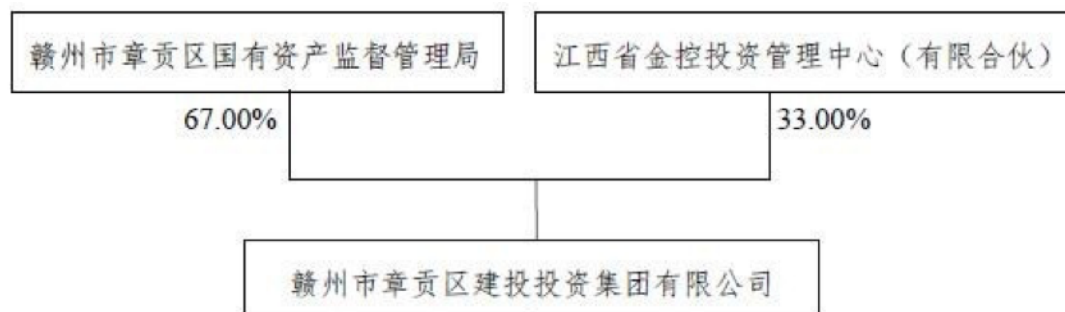 赣州市章贡区国有资产监督管理局
江西省金控投资管理中心（有限合伙）
67.00%
33.00%
赣州市章贡区建投投资集团有限公司